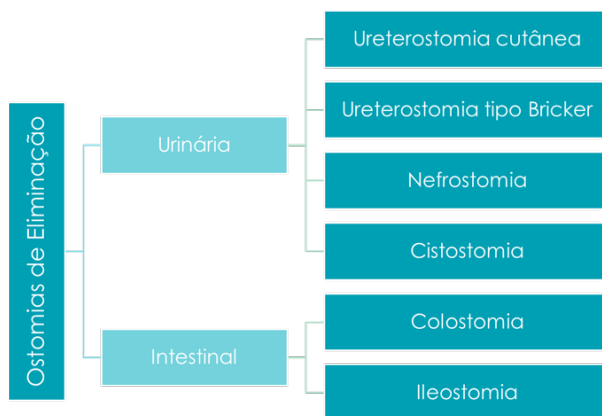 Ostomias de Eliminação
Urinária
Ureterostomia cutânea
Ureterostomia tipo Bricker
Nefrostomia
Cistostomia
Intestinal
Colostomia
Ileostomia